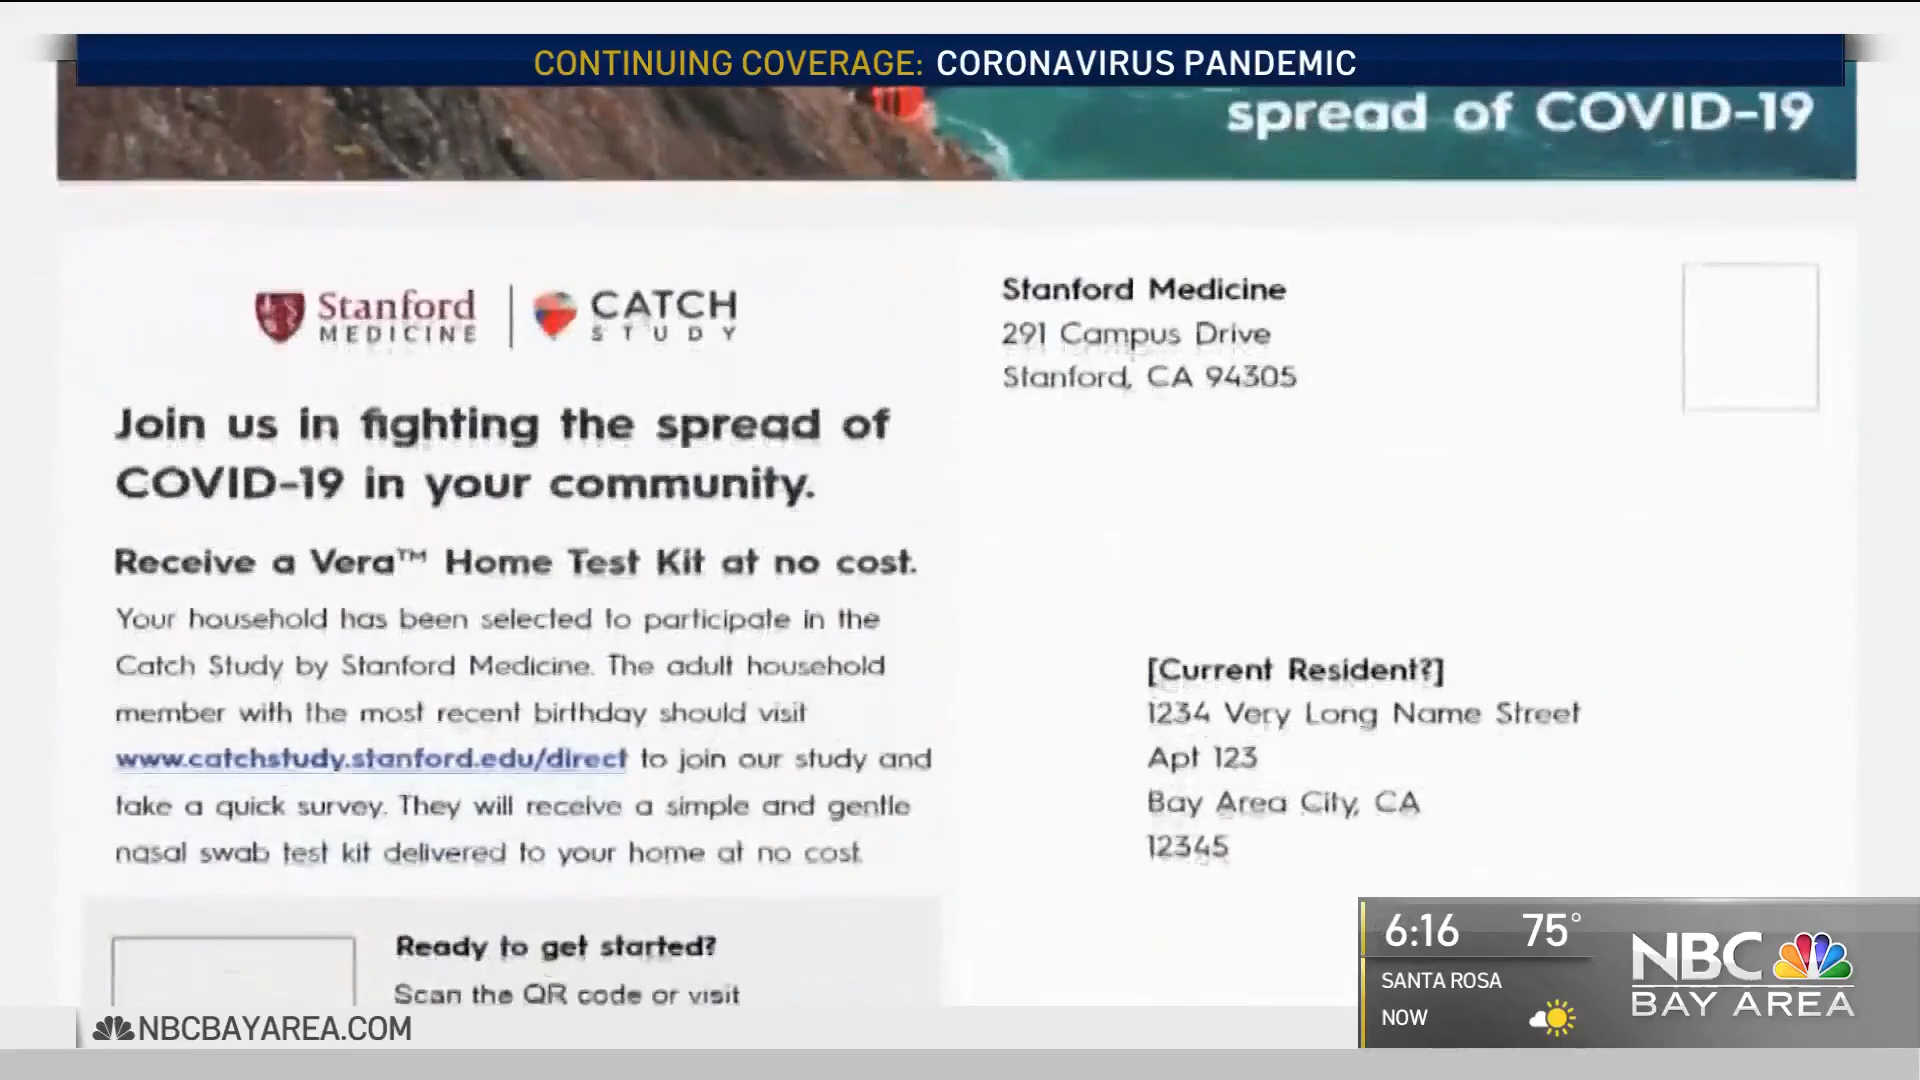 CONTINUING COVERAGE: CORONAVIRUS PANDEMIC
spread of COVID-19
Stanford
MEDICINE
CATCH
STUDY
Join us in fighting the spread of
COVID-19 in your community.
Receive a Vera™ Home Test Kit at no cost.
Your household has been selected to participate in the
Catch Study by Stanford Medicine. The adult household
member with the most recent birthday should visit
www.catchstudy.stanford.edu/direct to join our study and
take a quick survey. They will receive a simple and gentle
nasal swab test kit delivered to your home at no cost.
Ready to get started?
Scan the QR code or visit
Stanford Medicine
291 Campus Drive
Stanford, CA 94305
[Current Resident?]
1234 Very Long Name Street
Apt 123
Bay Area City, CA
12345
NBCBAYAREA.COM
6:16 75°
SANTA ROSA
NOW
NBC
BAY AREA